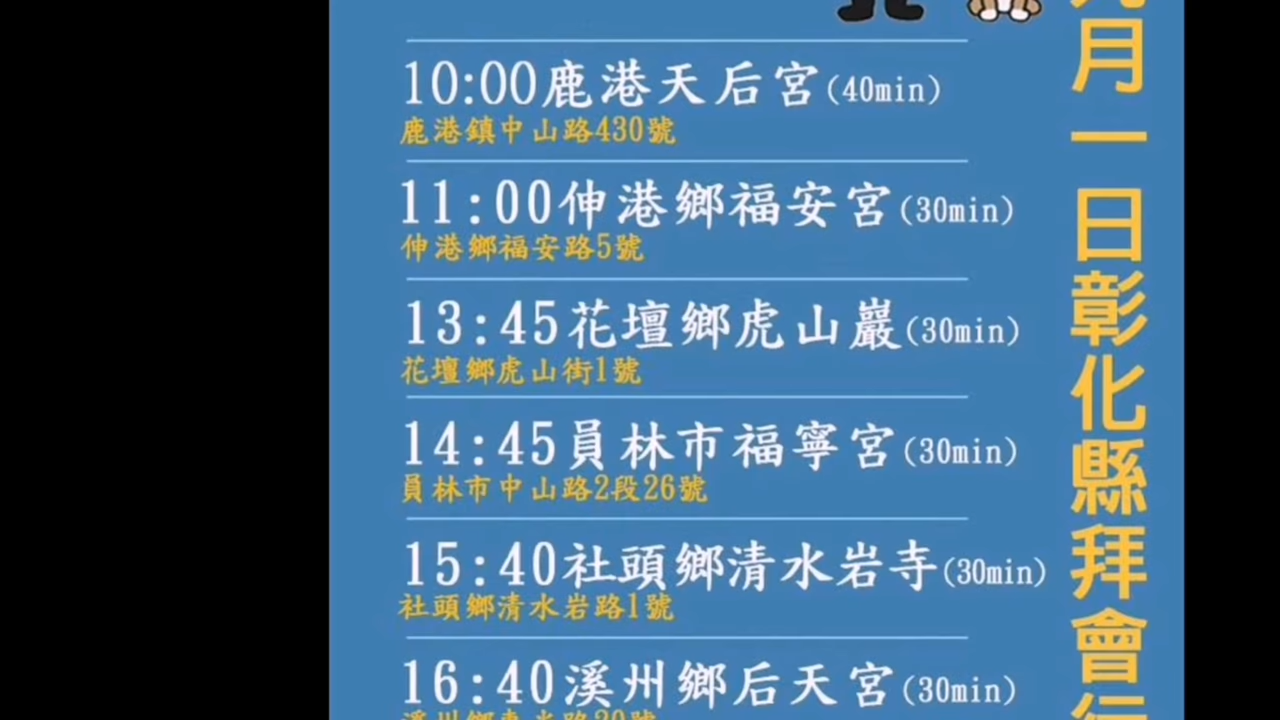 10:00鹿港天后宮(40min)
鹿港鎮中山路430號
11:00伸港鄉福安宮(30min)
伸港鄉福安路5號
13:45花壇鄉虎山巖(30min)
花壇鄉虎山街1號
14:45員林市福寧宮(30min)
員林市中山路2段26號
15:40社頭鄉清水岩寺(30min)
社頭鄉清水岩路1號
16:40溪州鄉后天宮(30min)
月一日彰化縣拜會